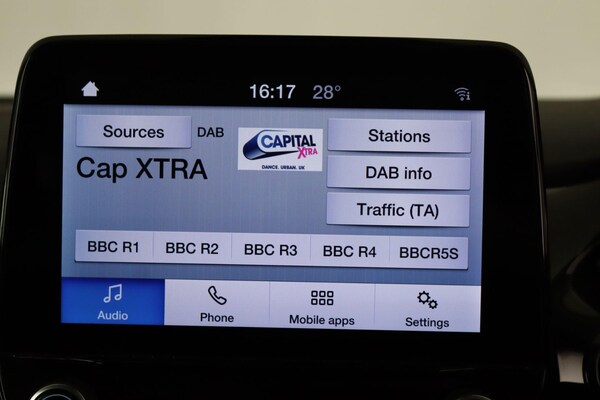 16:17 28°
Sources DAB
CAPITAL
XTRA
DANCE. URBAN. UK
Stations
Cap XTRA
DAB info
Traffic (TA)
BBC R1 BBC R2 BBC R3 BBC R4 BBCR5S
Audio Phone Mobile apps Settings